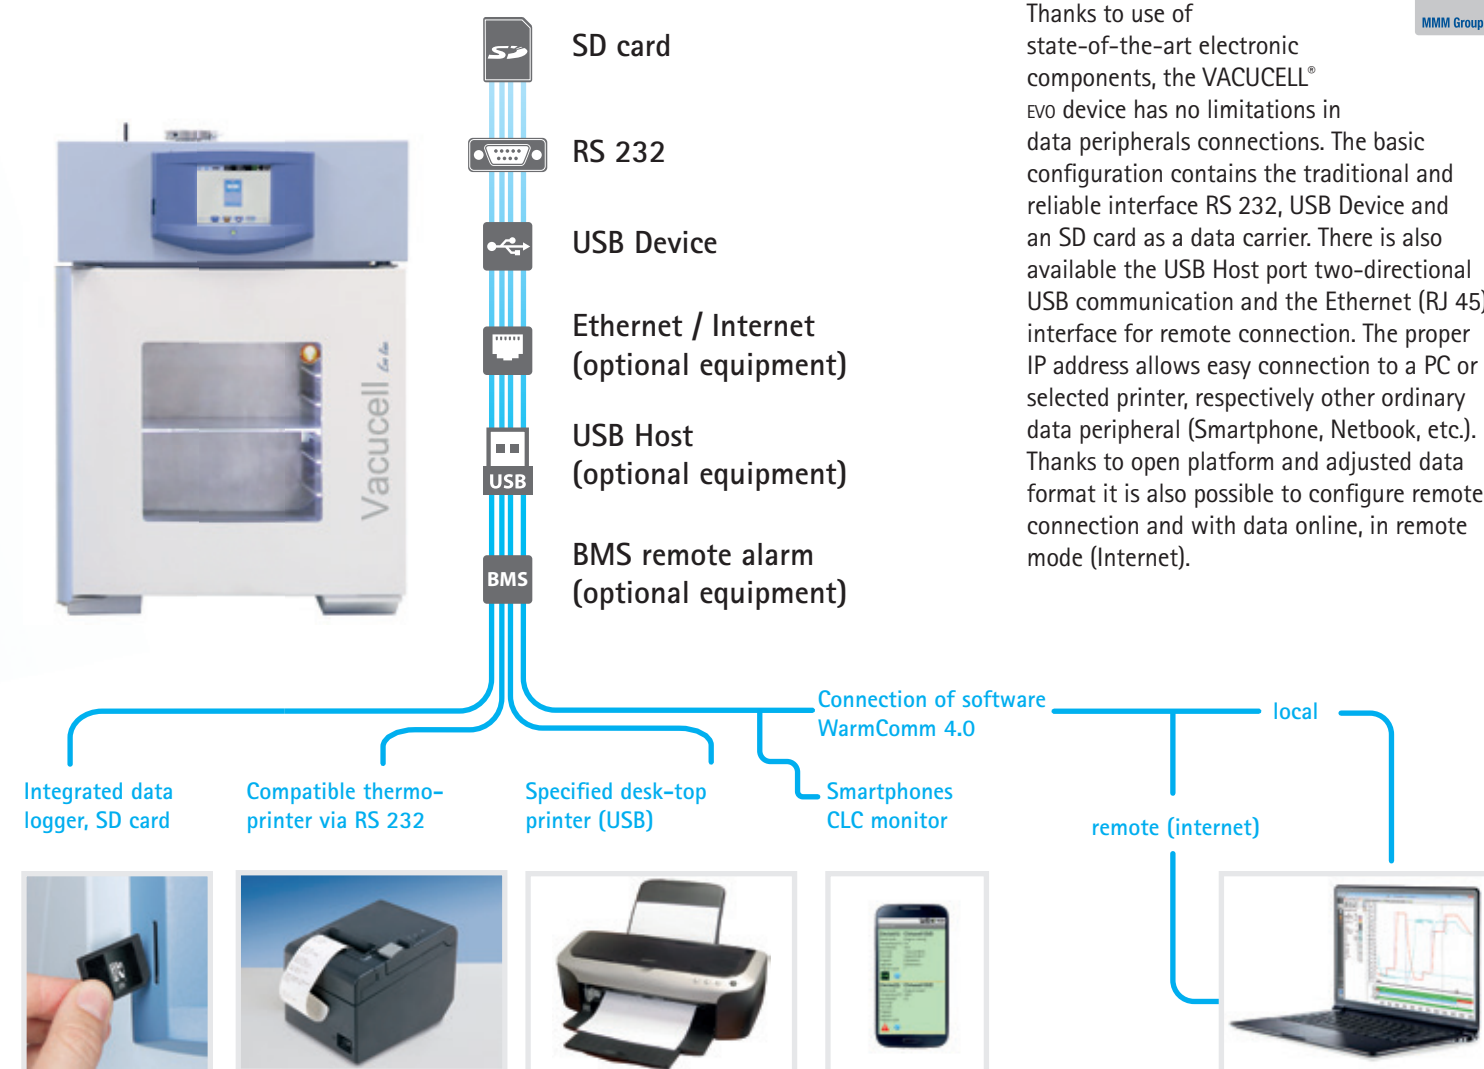 SD card
RS 232
USB Device
Ethernet / Internet
(optional equipment)
USB Host
(optional equipment)
USB
BMS remote alarm
(optional equipment)
BMS
Vacucell
Thanks to use of
state-of-the-art electronic
components, the VACUCELL®
EVO device has no limitations in
data peripherals connections. The basic
configuration contains the traditional and
reliable interface RS 232, USB Device and
an SD card as a data carrier. There is also
available the USB Host port two-directional
USB communication and the Ethernet (RJ 45)
interface for remote connection. The proper
IP address allows easy connection to a PC or
selected printer, respectively other ordinary
data peripheral (Smartphone, Netbook, etc.).
Thanks to open platform and adjusted data
format it is also possible to configure remote
connection and with data online, in remote
mode (Internet).
MMM Group
Connection of software
WarmComm 4.0
local
Integrated data
logger, SD card
Compatible thermo-
printer via RS 232
Specified desk-top
printer (USB)
Smartphones
CLC monitor
remote (internet)